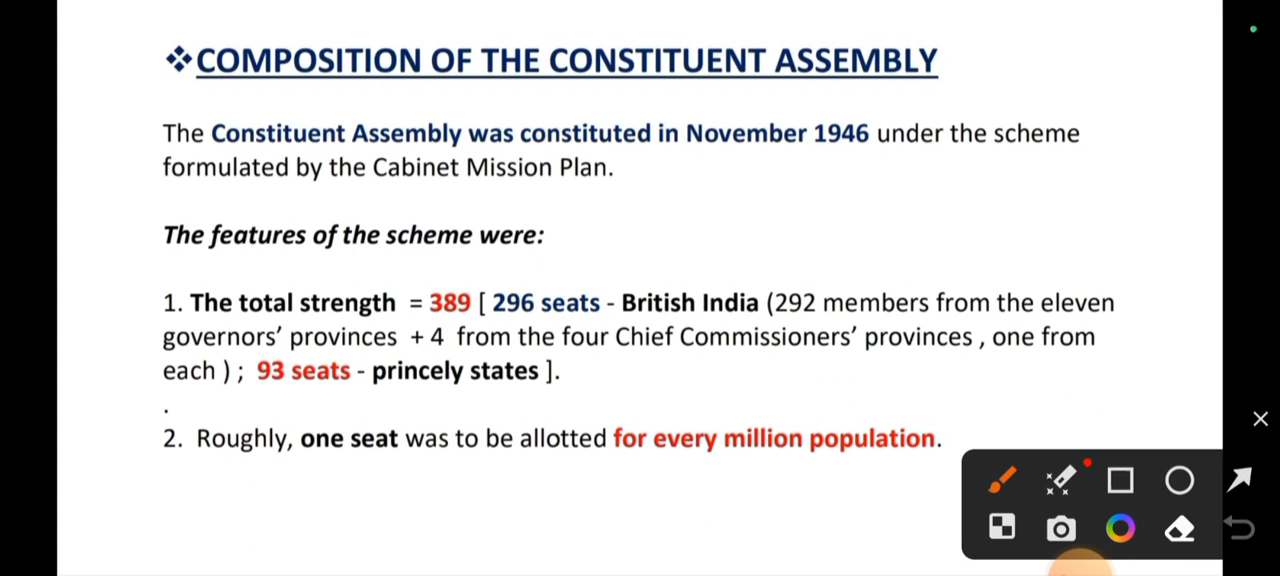 ❖COMPOSITION OF THE CONSTITUENT ASSEMBLY
The Constituent Assembly was constituted in November 1946 under the scheme
formulated by the Cabinet Mission Plan.
The features of the scheme were:
1. The total strength = 389 [ 296 seats - British India (292 members from the eleven
governors’ provinces + 4 from the four Chief Commissioners’ provinces , one from
each ) ; 93 seats - princely states ].
.
2. Roughly, one seat was to be allotted for every million population.